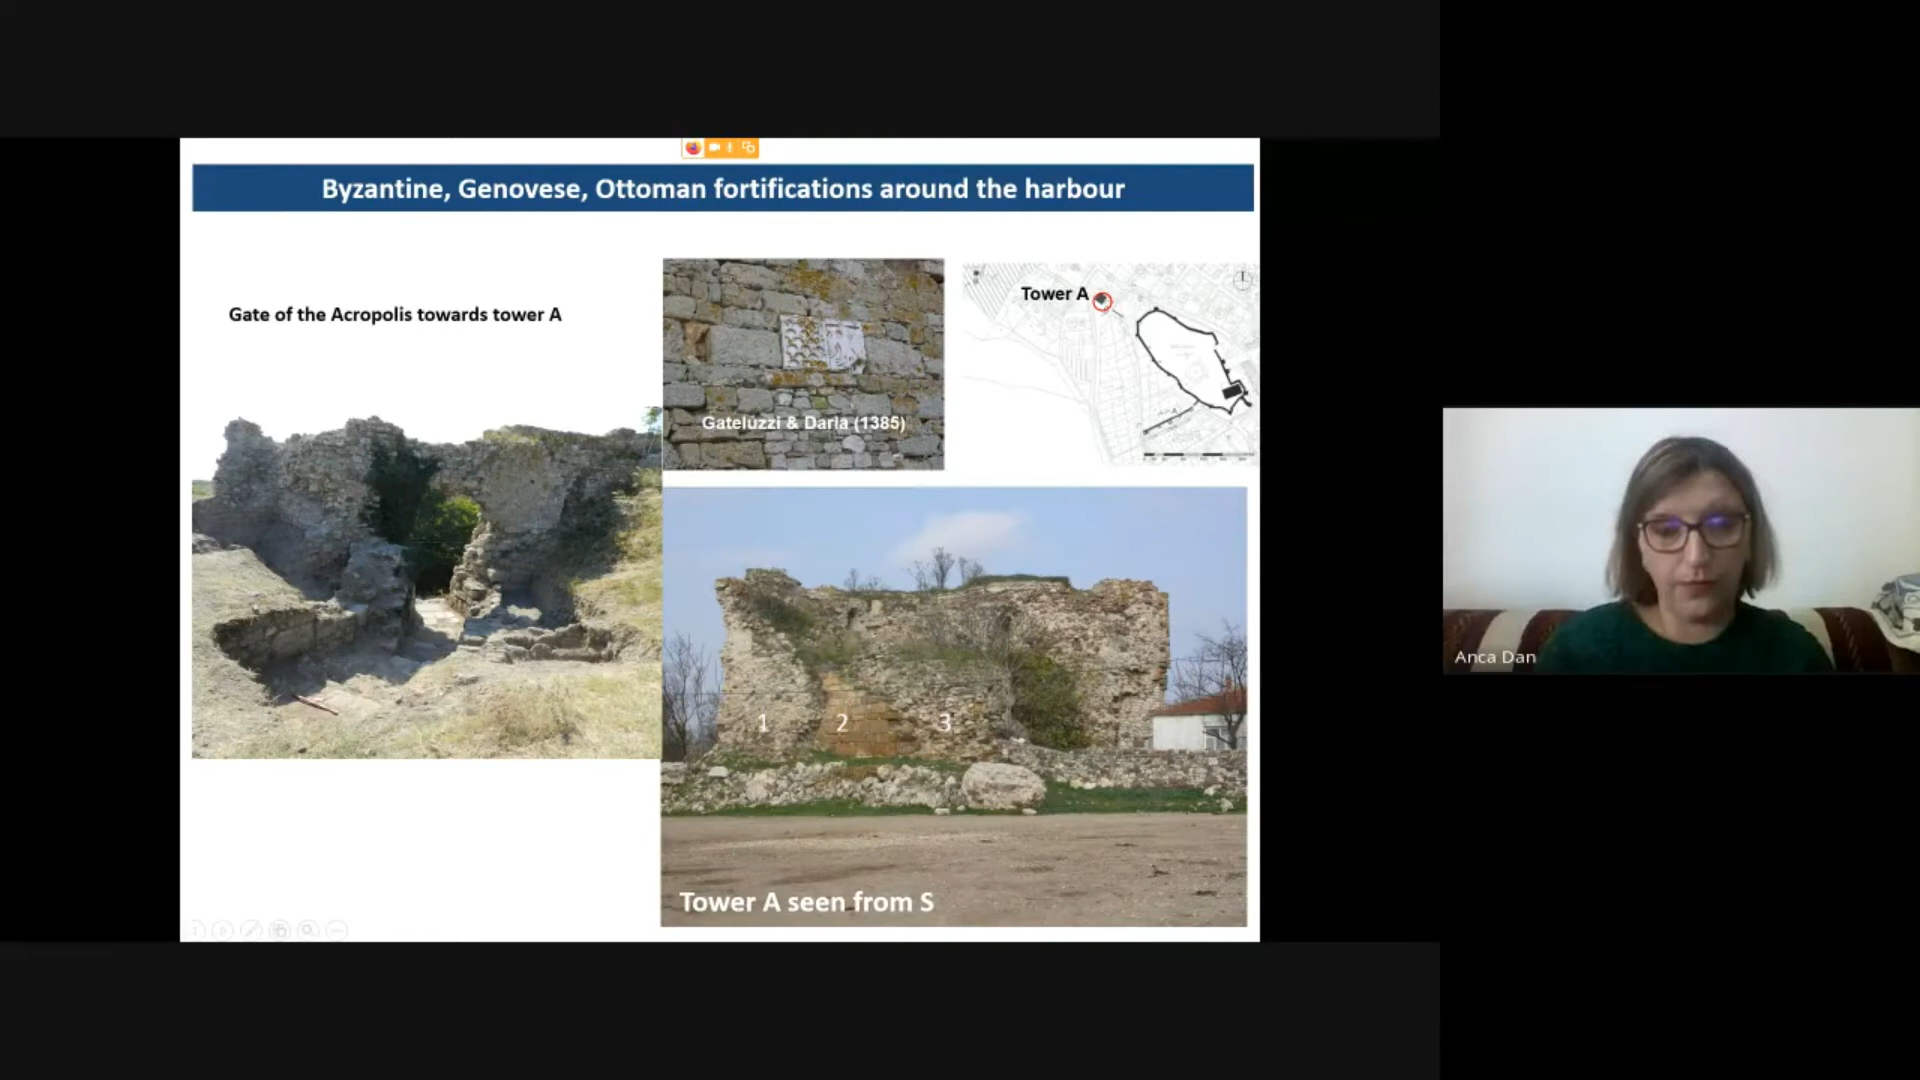 Byzantine, Genovese, Ottoman fortifications around the harbour
Gate of the Acropolis towards tower A
Gateluzzi & Daria (1385)
Tower A
1 2 3
Tower A seen from S
Anca Dan